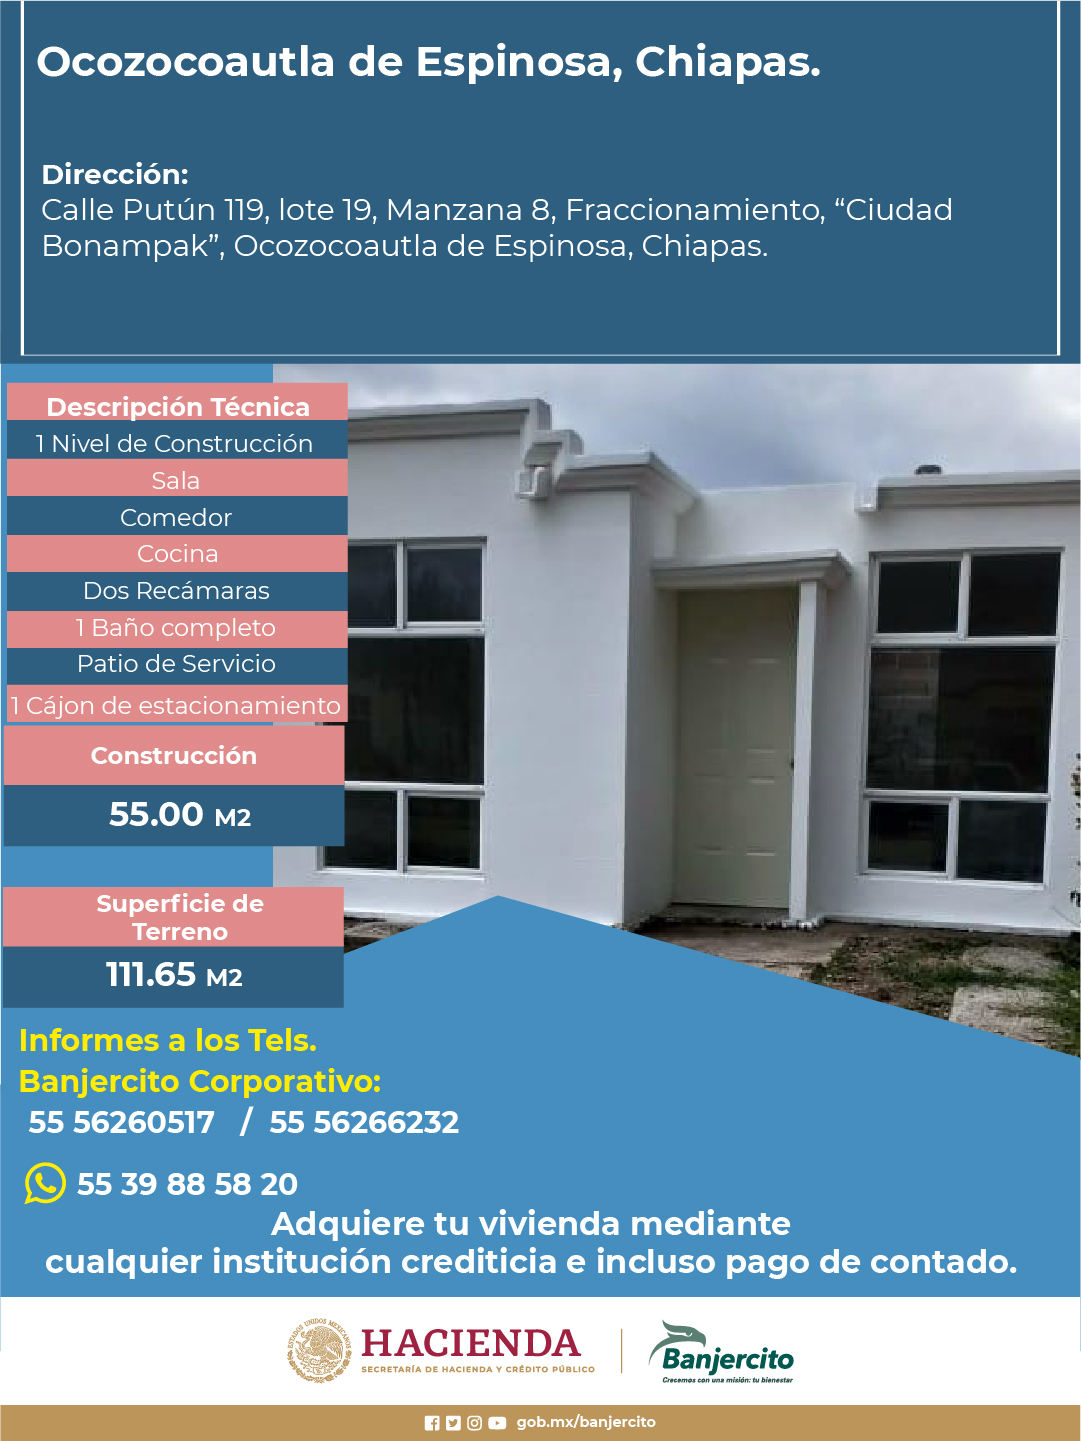 Ocozocoautla de Espinosa, Chiapas.
Dirección:
Calle Putún 119, lote 19, Manzana 8, Fraccionamiento, “Ciudad
Bonampak”, Ocozocoautla de Espinosa, Chiapas.
Descripción Técnica
1 Nivel de Construcción
Sala
Comedor
Cocina
Dos Recámaras
1 Baño completo
Patio de Servicio
1 Cájon de estacionamiento
Construcción
55.00 M2
Superficie de
Terreno
111.65 M2
Informes a los Tels.
Banjercito Corporativo:
55 56260517 / 55 56266232
55 39 88 58 20
Adquiere tu vivienda mediante
cualquier institución crediticia e incluso pago de contado.
ESTADOS UNIDOS MEXICANOS
HACIENDA
SECRETARÍA DE HACIENDA Y CRÉDITO PÚBLICO
Banjercito
Crecemos con una misión: tu bienestar
gob.mx/banjercito